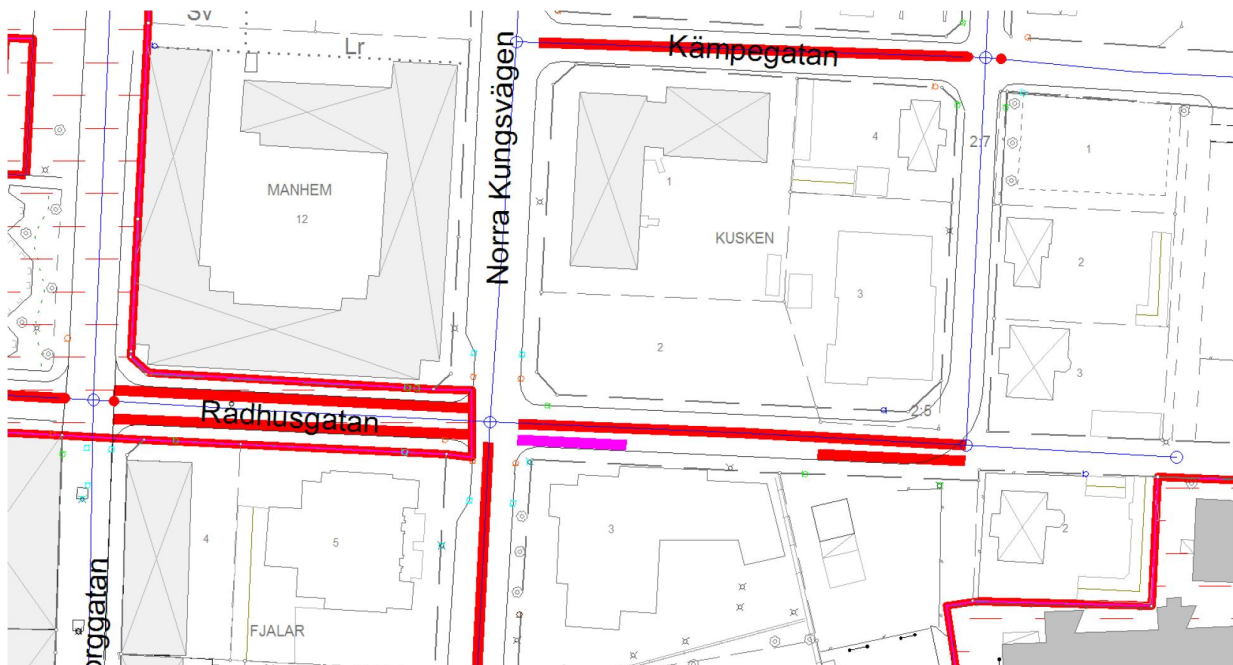 Sv
Lr
Norra Kungsvägen
Kämpegatan
4
2:7
1
1
MANHEM
12
KUSKEN
2
3
2
3
Rådhusgatan
2:5
3
2
4
5
FJALAR
orggatan